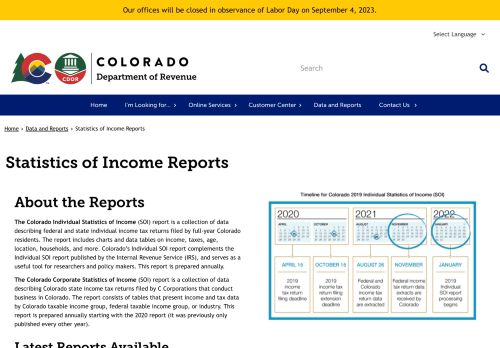 Our offices will be closed in observance of Labor Day on September 4, 2023.
Select Language
COLORADO
Department of Revenue
CDOR
Search
Home
I'm Looking for...
Online Services
Customer Center
Data and Reports
Contact Us
Home › Data and Reports › Statistics of Income Reports
Statistics of Income Reports
About the Reports
The Colorado Individual Statistics of Income (SOI) report is a collection of data
describing federal and state individual income tax returns filed by full-year Colorado
residents. The report includes charts and data tables on income, taxes, age,
location, households, and more. Colorado's Individual SOI report complements the
Individual SOI report published by the Internal Revenue Service (IRS), and serves as a
useful tool for researchers and policy makers. This report is prepared annually.
The Colorado Corporate Statistics of Income (SOI) report is a collection of data
describing Colorado state income tax returns filed by C Corporations that conduct
business in Colorado. The report consists of tables that present income and tax data
by Colorado taxable income group, federal taxable income group, or industry. This
report is prepared annually starting with the 2020 report (it was previously only
published every other year).
Latest Reports Available
Timeline for Colorado 2019 Individual Statistics of Income (SOI)
2020
2021
2022
APRIL
OCTOBER
AUGUST
NOVEMBER
JANUARY
APRIL 15
2019
income tax
return filing
deadline
OCTOBER 15
2019
income tax
return filing
extension
deadline
AUGUST 26
Federal and
Colorado
income tax
return data
are extracted
NOVEMBER
Federal income
tax return data
extracts are
received by
Colorado
JANUARY
2019
Individual
SOI report
processing
begins